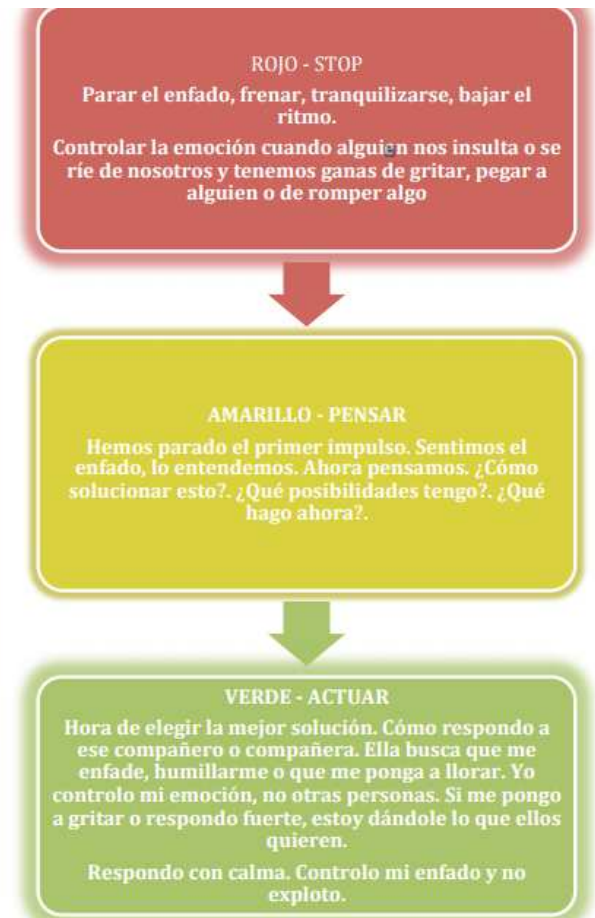 ROJO - STOP
Parar el enfado, frenar, tranquilizarse, bajar el
ritmo.
Controlar la emoción cuando alguien nos insulta o se
ríe de nosotros y tenemos ganas de gritar, pegar a
alguien o de romper algo
AMARILLO - PENSAR
Hemos parado el primer impulso. Sentimos el
enfado, lo entendemos. Ahora pensamos. ¿Cómo
solucionar esto?. ¿Qué posibilidades tengo?. ¿Qué
hago ahora?.
VERDE - ACTUAR
Hora de elegir la mejor solución. Cómo respondo a
ese compañero o compañera. Ella busca que me
enfade, humillarme o que me ponga a llorar. Yo
controlo mi emoción, no otras personas. Si me pongo
a gritar o respondo fuerte, estoy dándole lo que ellos
quieren.
Respondo con calma. Controlo mi enfado y no
exploto.